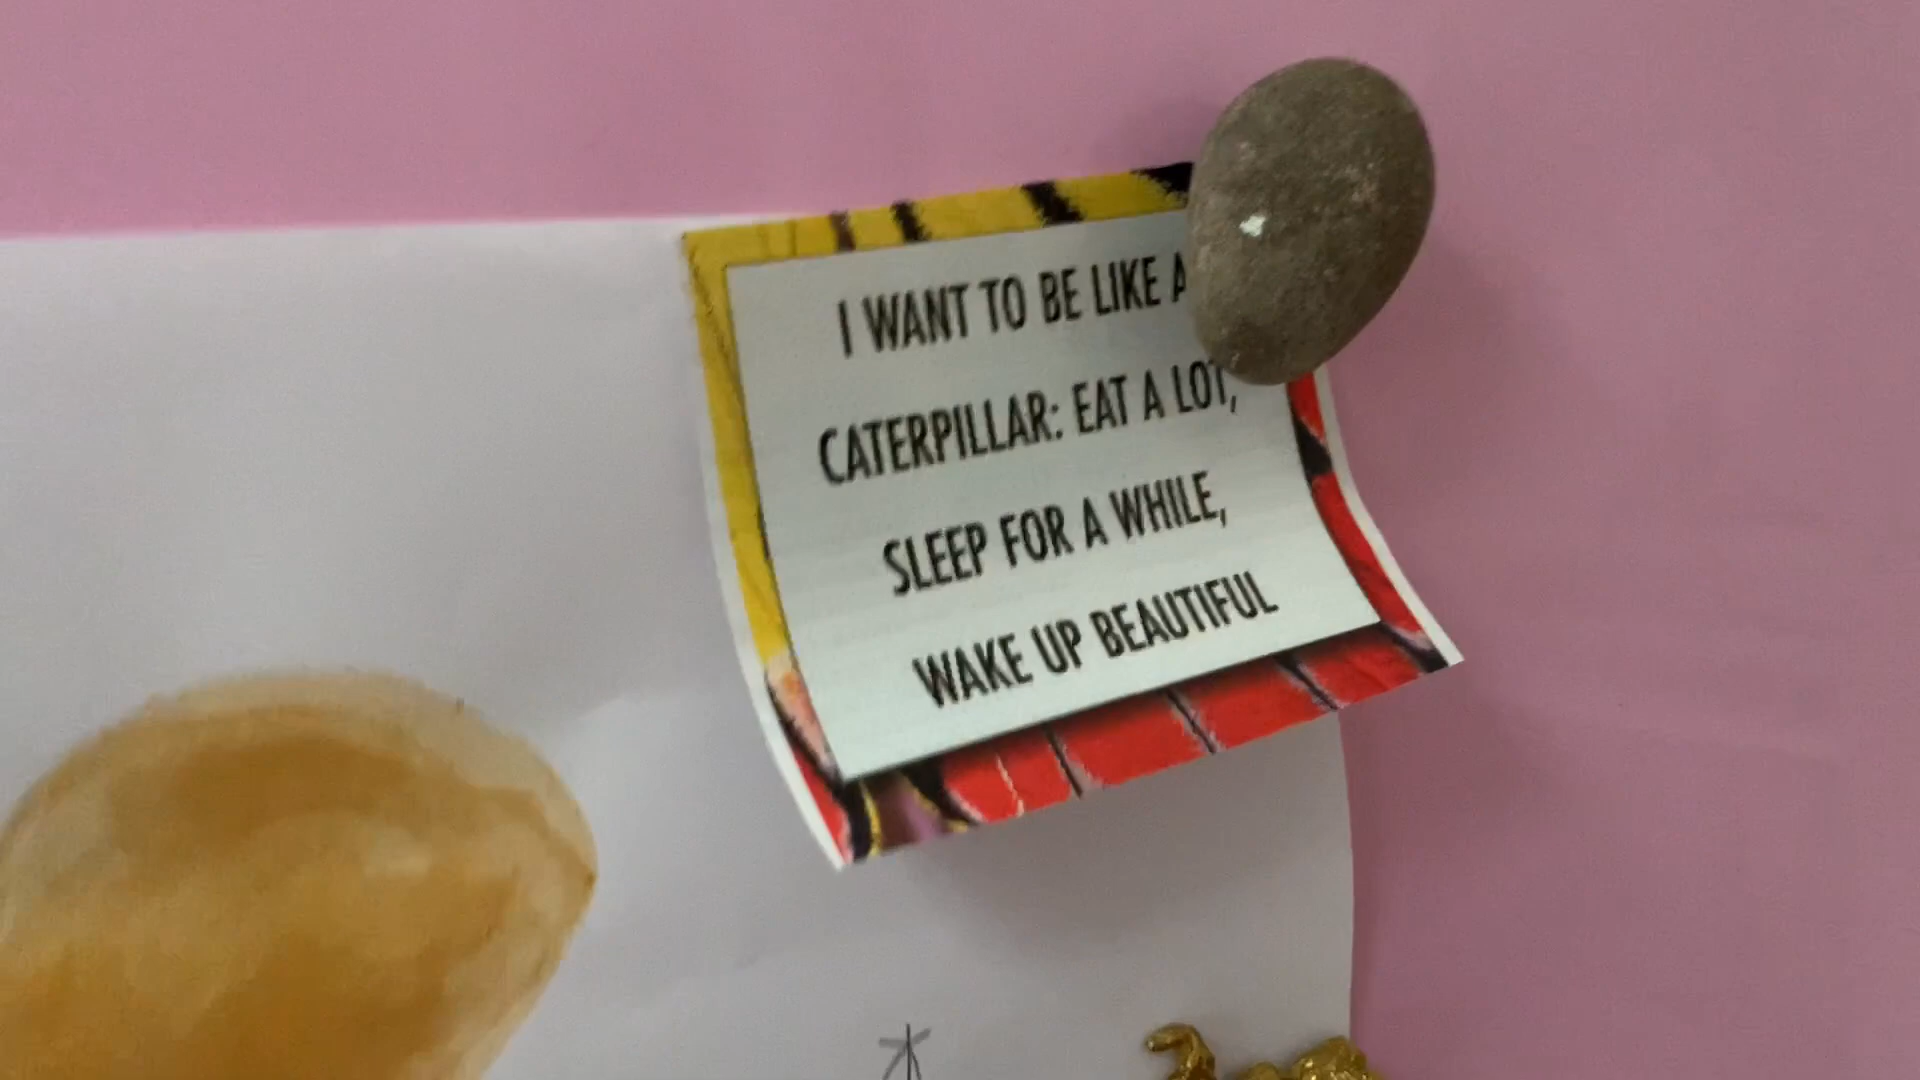 I WANT TO BE LIKE A
CATERPILLAR: EAT A LOT,
SLEEP FOR A WHILE,
WAKE UP BEAUTIFUL